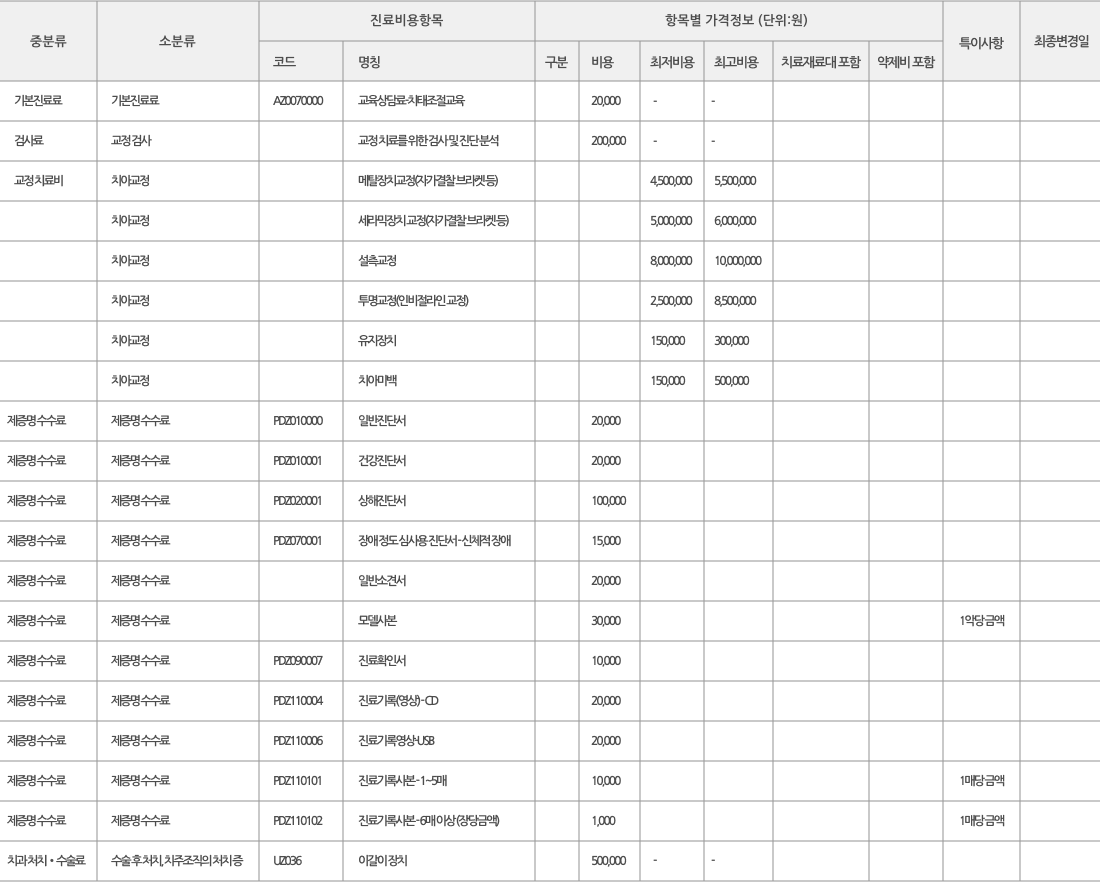 중분류 소분류 진료비용항목 항목별 가격정보 (단위:원) 특이사항 최종변경일
코드 명칭 구분 비용 최저비용 최고비용 치료재료대 포함 약제비 포함
기본진료료 기본진료료 AZ0070000 교육상담료-치태조절교육 20,000 - -
검사료 교정 검사 교정 치료를 위한 검사 및 진단 분석 200,000 - -
교정 치료비 치아교정 메탈장치교정(자가결찰 브라켓 등) 4,500,000 5,500,000
치아교정 세라믹장치 교정(자가결찰 브라켓 등) 5,000,000 6,000,000
치아교정 설측교정 8,000,000 10,000,000
치아교정 투명교정(인비절라인 교정) 2,500,000 8,500,000
치아교정 유지장치 150,000 300,000
치아교정 치아미백 150,000 500,000
제증명수수료 제증명수수료 PDZ010000 일반진단서 20,000
제증명수수료 제증명수수료 PDZ010001 건강진단서 20,000
제증명수수료 제증명수수료 PDZ020001 상해진단서 100,000
제증명수수료 제증명수수료 PDZ070001 장애 정도 심사용 진단서 - 신체적 장애 15,000
제증명수수료 제증명수수료 일반소견서 20,000
제증명수수료 제증명수수료 모델사본 30,000 1악당 금액
제증명수수료 제증명수수료 PDZ090007 진료확인서 10,000
제증명수수료 제증명수수료 PDZ110004 진료기록(영상) - CD 20,000
제증명수수료 제증명수수료 PDZ110006 진료기록영상-USB 20,000
제증명수수료 제증명수수료 PDZ110101 진료기록사본 - 1~5매 10,000 1매당 금액
제증명수수료 제증명수수료 PDZ110102 진료기록사본 - 6매 이상 (장당금액) 1,000 1매당 금액
치과 처치 • 수술료 수술 후 처치, 치주조직의 처치 중 UZ036 이갈이 장치 500,000 - -